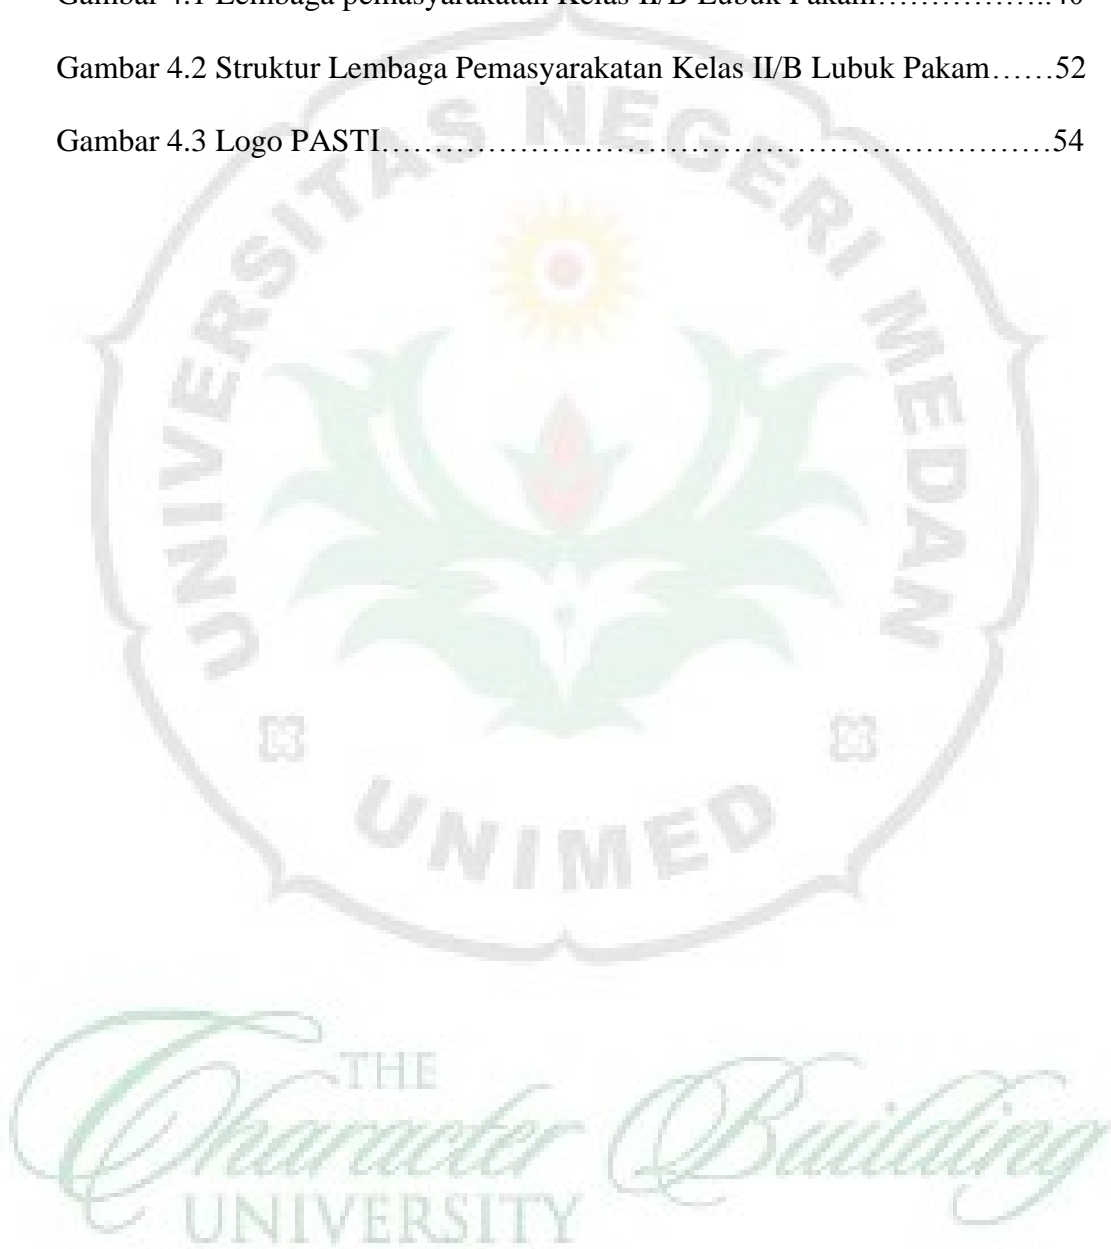 Gambar 4.1 Lembaga pemasyarakatan Kelas II/B Lubuk Pakam……………..40
Gambar 4.2 Struktur Lembaga Pemasyarakatan Kelas II/B Lubuk Pakam……52
Gambar 4.3 Logo PASTI………………………………………………………54
UNIVERSITAS NEGERI MEDAN
UNIMED
THE
Character Building
UNIVERSITY